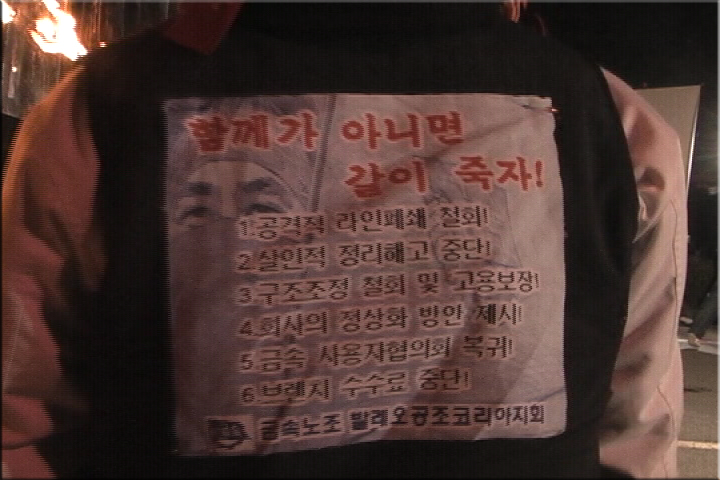 함께가 아니면
같이 죽자!
1.공격적 라인폐쇄 철회!
2.살인적 정리해고 중단!
3.구조조정 철회 및 고용보장!
4.회사의 정상화 방안 제시!
5.금속 사용자협의회 복귀!
6.브렌지 수수료 중단!
금속노조 발레오공조코리아지회